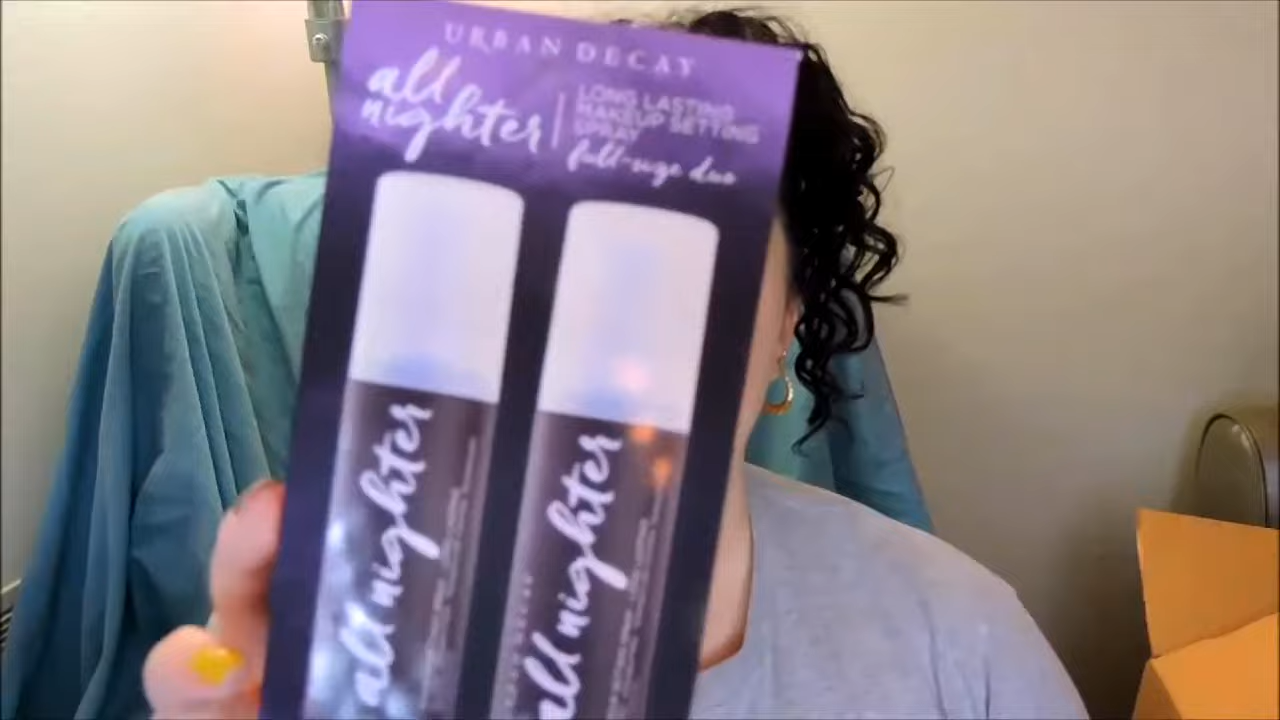 URBAN DECAY
all
nighter
LONG LASTING
MAKEUP SETTING
SPRAY
full-size duo
all nighter
all nighter